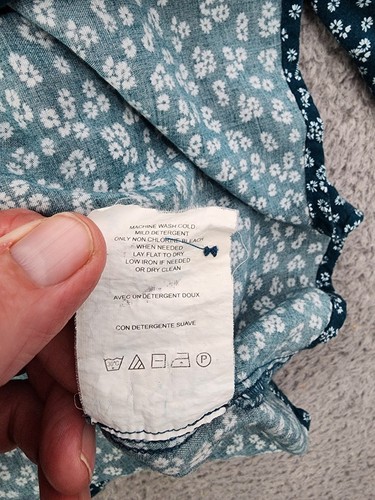 MACHINE WASH COLD
MILD DETERGENT
ONLY NON CHLORINE BLEACH
WHEN NEEDED
LAY FLAT TO DRY
LOW IRON IF NEEDED
OR DRY CLEAN
AVEC UN DETERGENT DOUX
CON DETERGENTE SUAVE
P